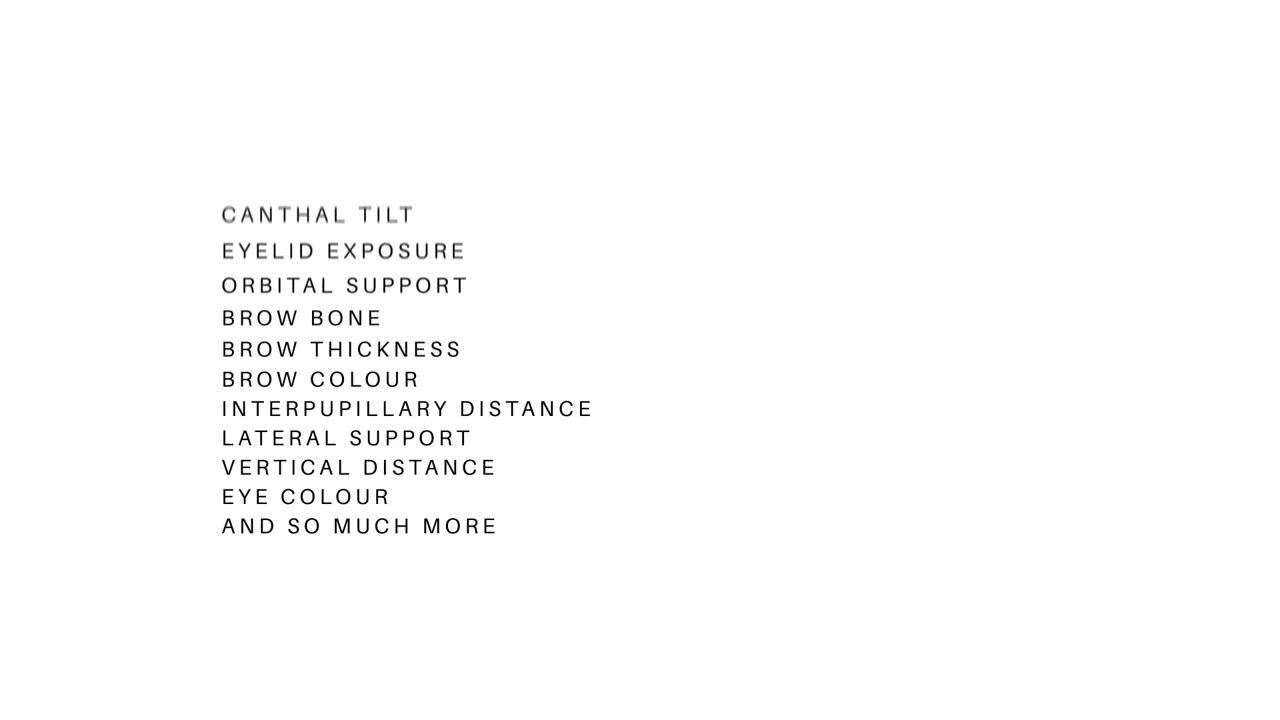 CANTHAL TILT
EYELID EXPOSURE
ORBITAL SUPPORT
BROW BONE
BROW THICKNESS
BROW COLOUR
INTERPUPILLARY DISTANCE
LATERAL SUPPORT
VERTICAL DISTANCE
EYE COLOUR
AND SO MUCH MORE